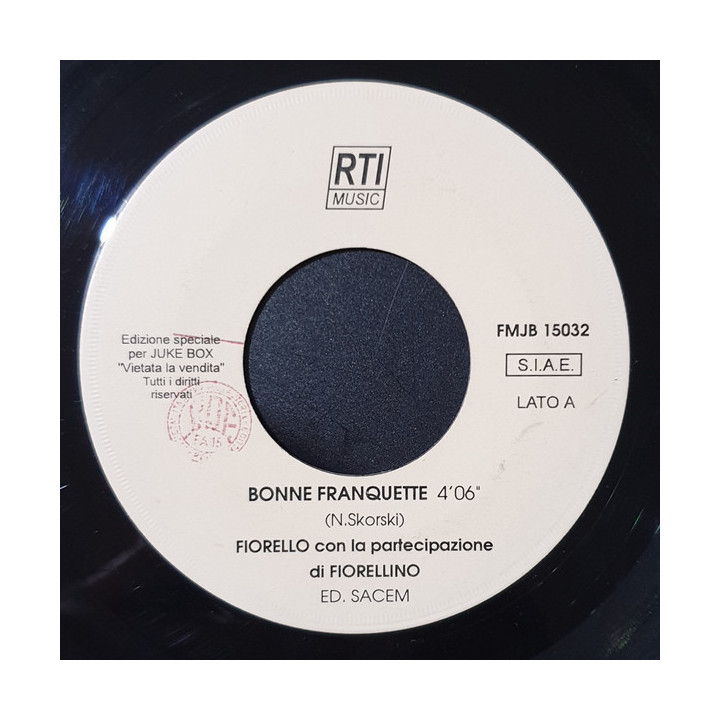 RTI
MUSIC
Edizione speciale
per JUKE BOX
"Vietata la vendita"
Tutti i diritti
riservati
FMJB 15032
S.I.A.E.
LATO A
BONNE FRANQUETTE 4'06"
(N.Skorski)
FIORELLO con la partecipazione
di FIORELLINO
ED. SACEM